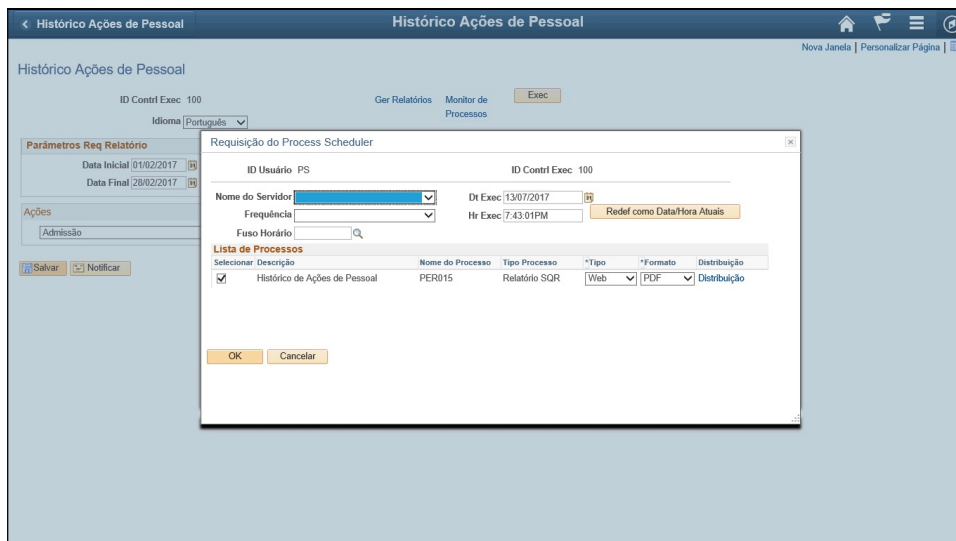 Histórico Ações de Pessoal
Histórico Ações de Pessoal
Nova Janela | Personalizar Página |
Histórico Ações de Pessoal
ID Contrl Exec 100
Ger Relatórios
Monitor de Processos
Exec
Idioma Português
Parâmetros Req Relatório
Data Inicial 01/02/2017
Data Final 28/02/2017
Ações
Admissão
Salvar
Notificar
Requisição do Process Scheduler
ID Usuário PS
ID Contrl Exec 100
Nome do Servidor
Dt Exec 13/07/2017
Frequência
Hr Exec 7:43:01PM
Redef como Data/Hora Atuais
Fuso Horário
Lista de Processos
Selecionar Descrição Nome do Processo Tipo Processo *Tipo *Formato Distribuição
Histórico de Ações de Pessoal PER015 Relatório SQR Web PDF Distribuição
OK
Cancelar